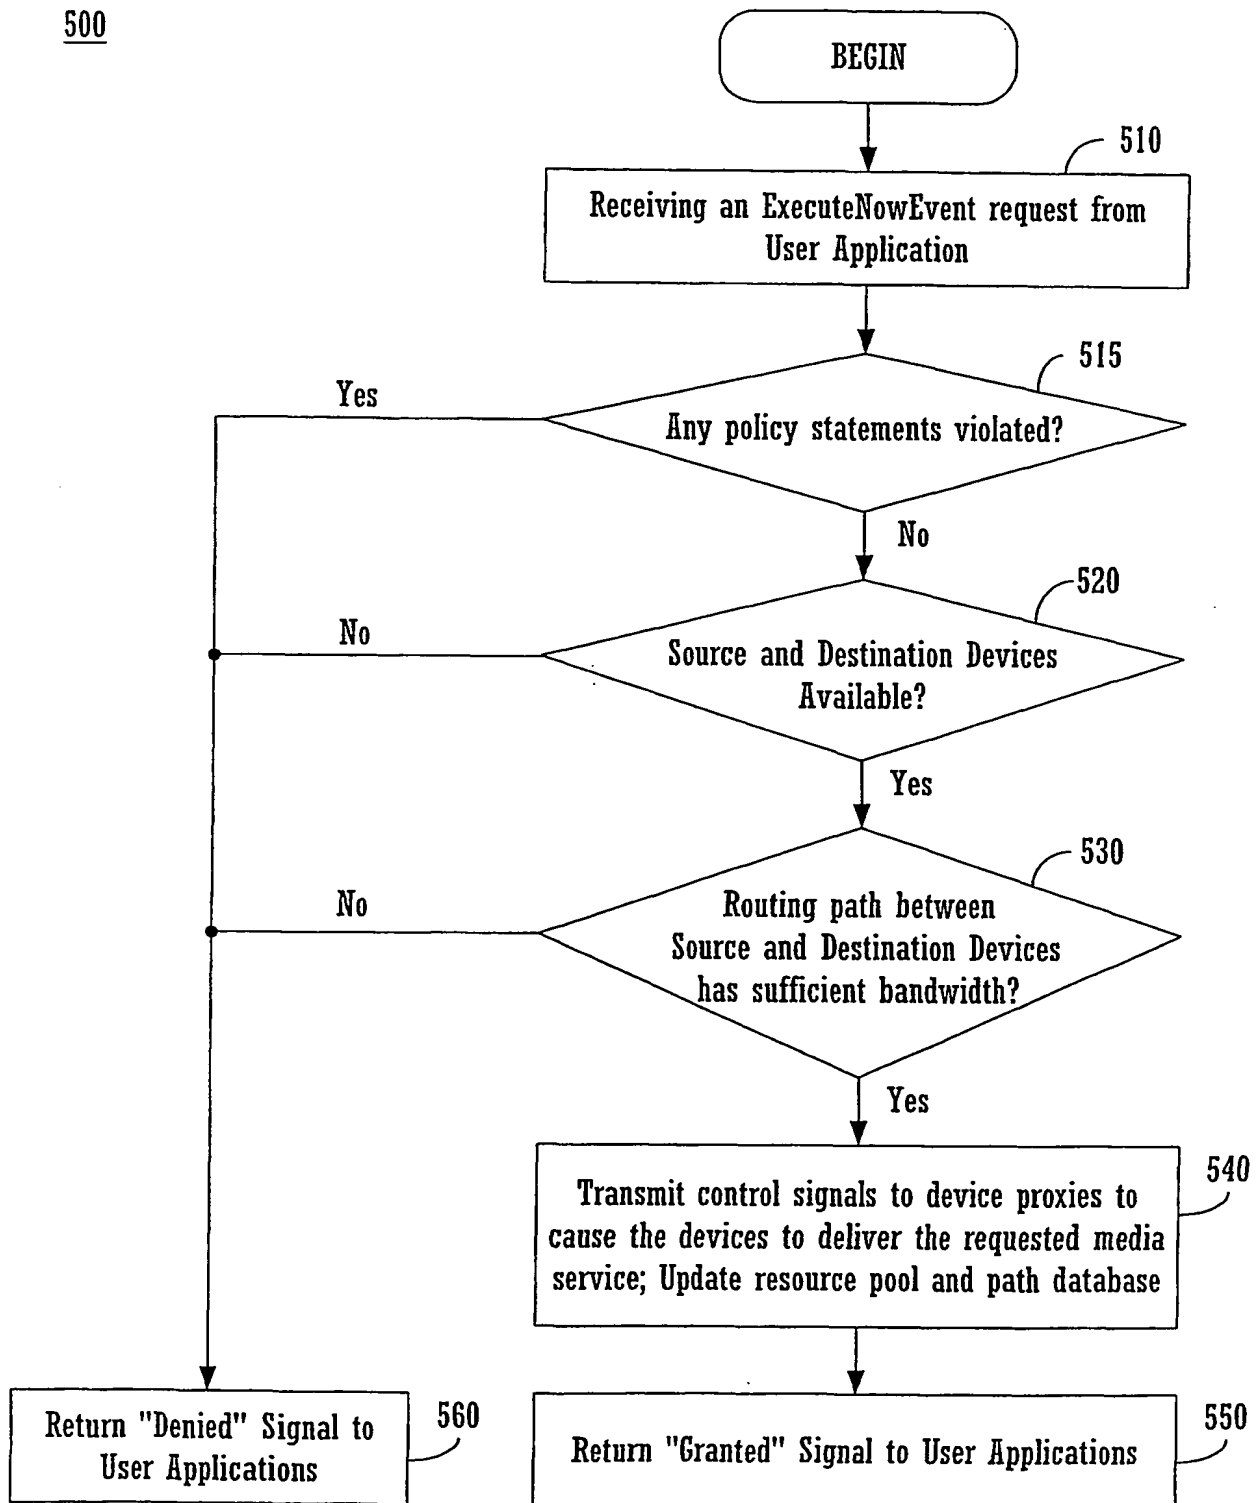 500
BEGIN
510
Receiving an ExecuteNowEvent request from
User Application
515
Yes
Any policy statements violated?
No
520
No
Source and Destination Devices
Available?
Yes
530
No
Routing path between
Source and Destination Devices
has sufficient bandwidth?
Yes
540
Transmit control signals to device proxies to
cause the devices to deliver the requested media
service; Update resource pool and path database
560
Return "Denied" Signal to
User Applications
550
Return "Granted" Signal to User Applications